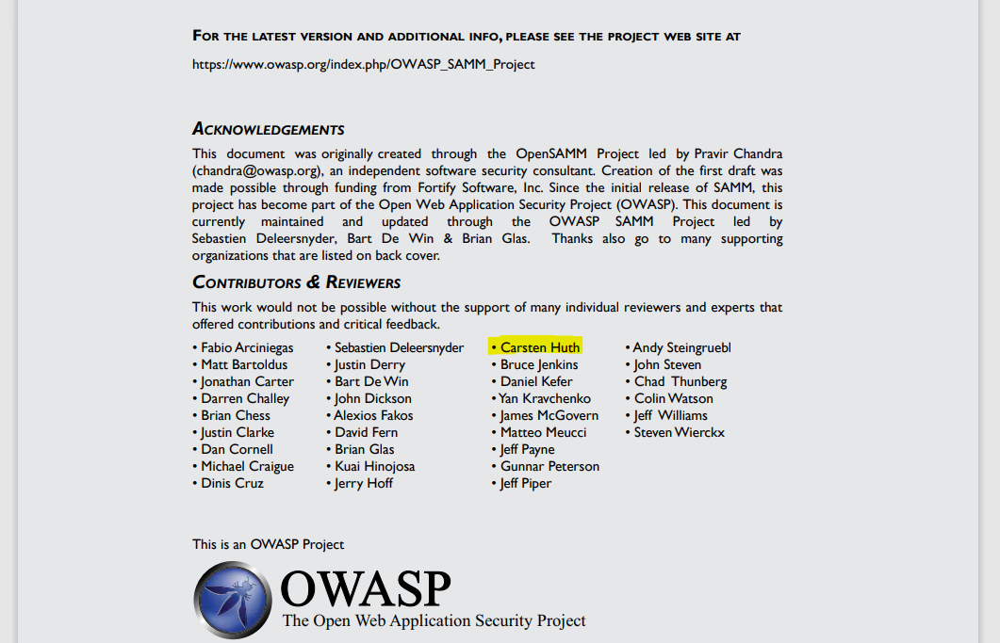 FOR THE LATEST VERSION AND ADDITIONAL INFO, PLEASE SEE THE PROJECT WEB SITE AT
https://www.owasp.org/index.php/OWASP_SAMM_Project
ACKNOWLEDGEMENTS
This document was originally created through the OpenSAMM Project led by Pravir Chandra
(chandra@owasp.org), an independent software security consultant. Creation of the first draft was
made possible through funding from Fortify Software, Inc. Since the initial release of SAMM, this
project has become part of the Open Web Application Security Project (OWASP). This document is
currently maintained and updated through the OWASP SAMM Project led by
Sebastien Deleersnyder, Bart De Win & Brian Glas. Thanks also go to many supporting
organizations that are listed on back cover.
CONTRIBUTORS & REVIEWERS
This work would not be possible without the support of many individual reviewers and experts that
offered contributions and critical feedback.
• Fabio Arciniegas
• Matt Bartoldus
• Jonathan Carter
• Darren Challey
• Brian Chess
• Justin Clarke
• Dan Cornell
• Michael Craigue
• Dinis Cruz
• Sebastien Deleersnyder
• Justin Derry
• Bart De Win
• John Dickson
• Alexios Fakos
• David Fern
• Brian Glas
• Kuai Hinojosa
• Jerry Hoff
• Carsten Huth
• Bruce Jenkins
• Daniel Kefer
• Yan Kravchenko
• James McGovern
• Matteo Meucci
• Jeff Payne
• Gunnar Peterson
• Jeff Piper
• Andy Steingruebl
• John Steven
• Chad Thunberg
• Colin Watson
• Jeff Williams
• Steven Wierckx
This is an OWASP Project
OWASP
The Open Web Application Security Project